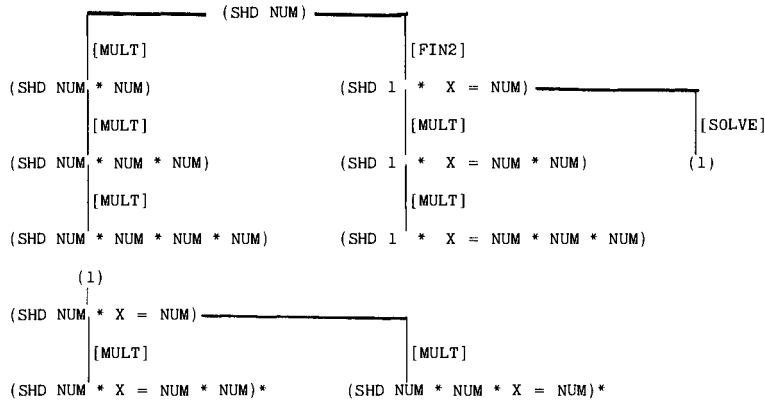 (SHD NUM)
[MULT] [FIN2]
(SHD NUM * NUM) (SHD 1 * X = NUM)
[MULT] [MULT] [SOLVE]
(SHD NUM * NUM * NUM) (SHD 1 * X = NUM * NUM) (1)
[MULT] [MULT]
(SHD NUM * NUM * NUM * NUM) (SHD 1 * X = NUM * NUM * NUM)
(1)
(SHD NUM * X = NUM)
[MULT] [MULT]
(SHD NUM * X = NUM * NUM)* (SHD NUM * NUM * X = NUM)*